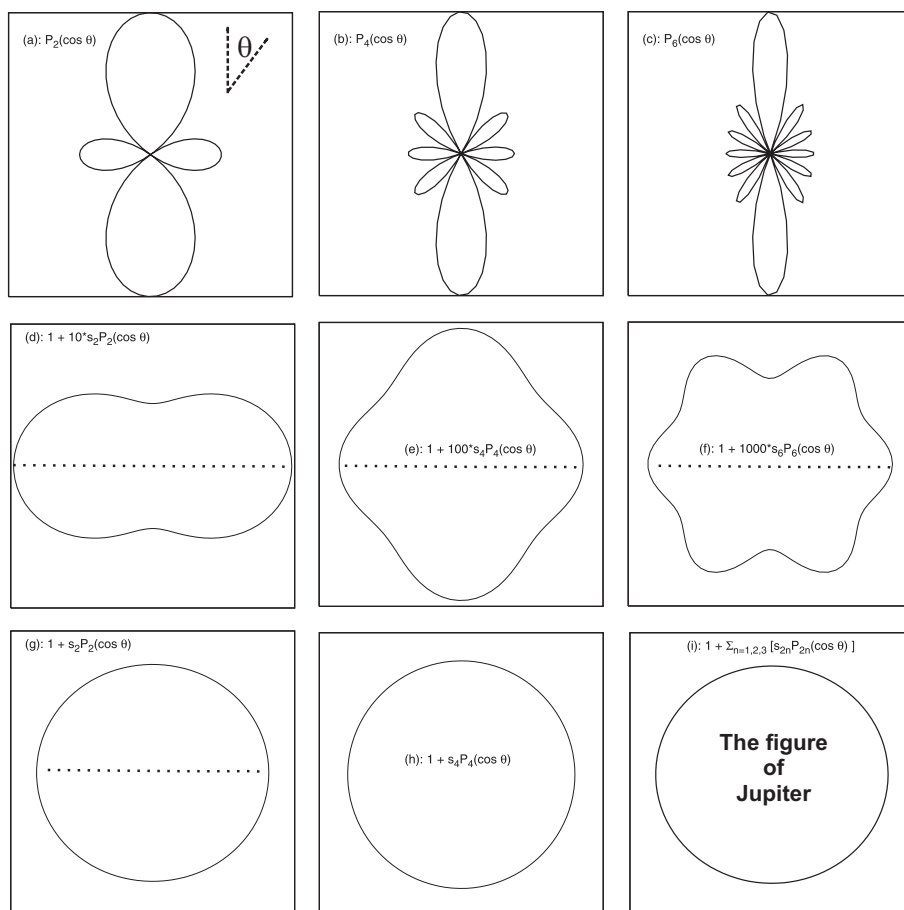 (a): P₂(cos θ)
θ
(b): P₄(cos θ)
(c): P₆(cos θ)
(d): 1 + 10*s₂P₂(cos θ)
(e): 1 + 100*s₄P₄(cos θ)
(f): 1 + 1000*s₆P₆(cos θ)
(g): 1 + s₂P₂(cos θ)
(h): 1 + s₄P₄(cos θ)
(i): 1 + Σₙ₌₁,₂,₃ [s₂ₙP₂ₙ(cos θ) ]
The figure
of
Jupiter